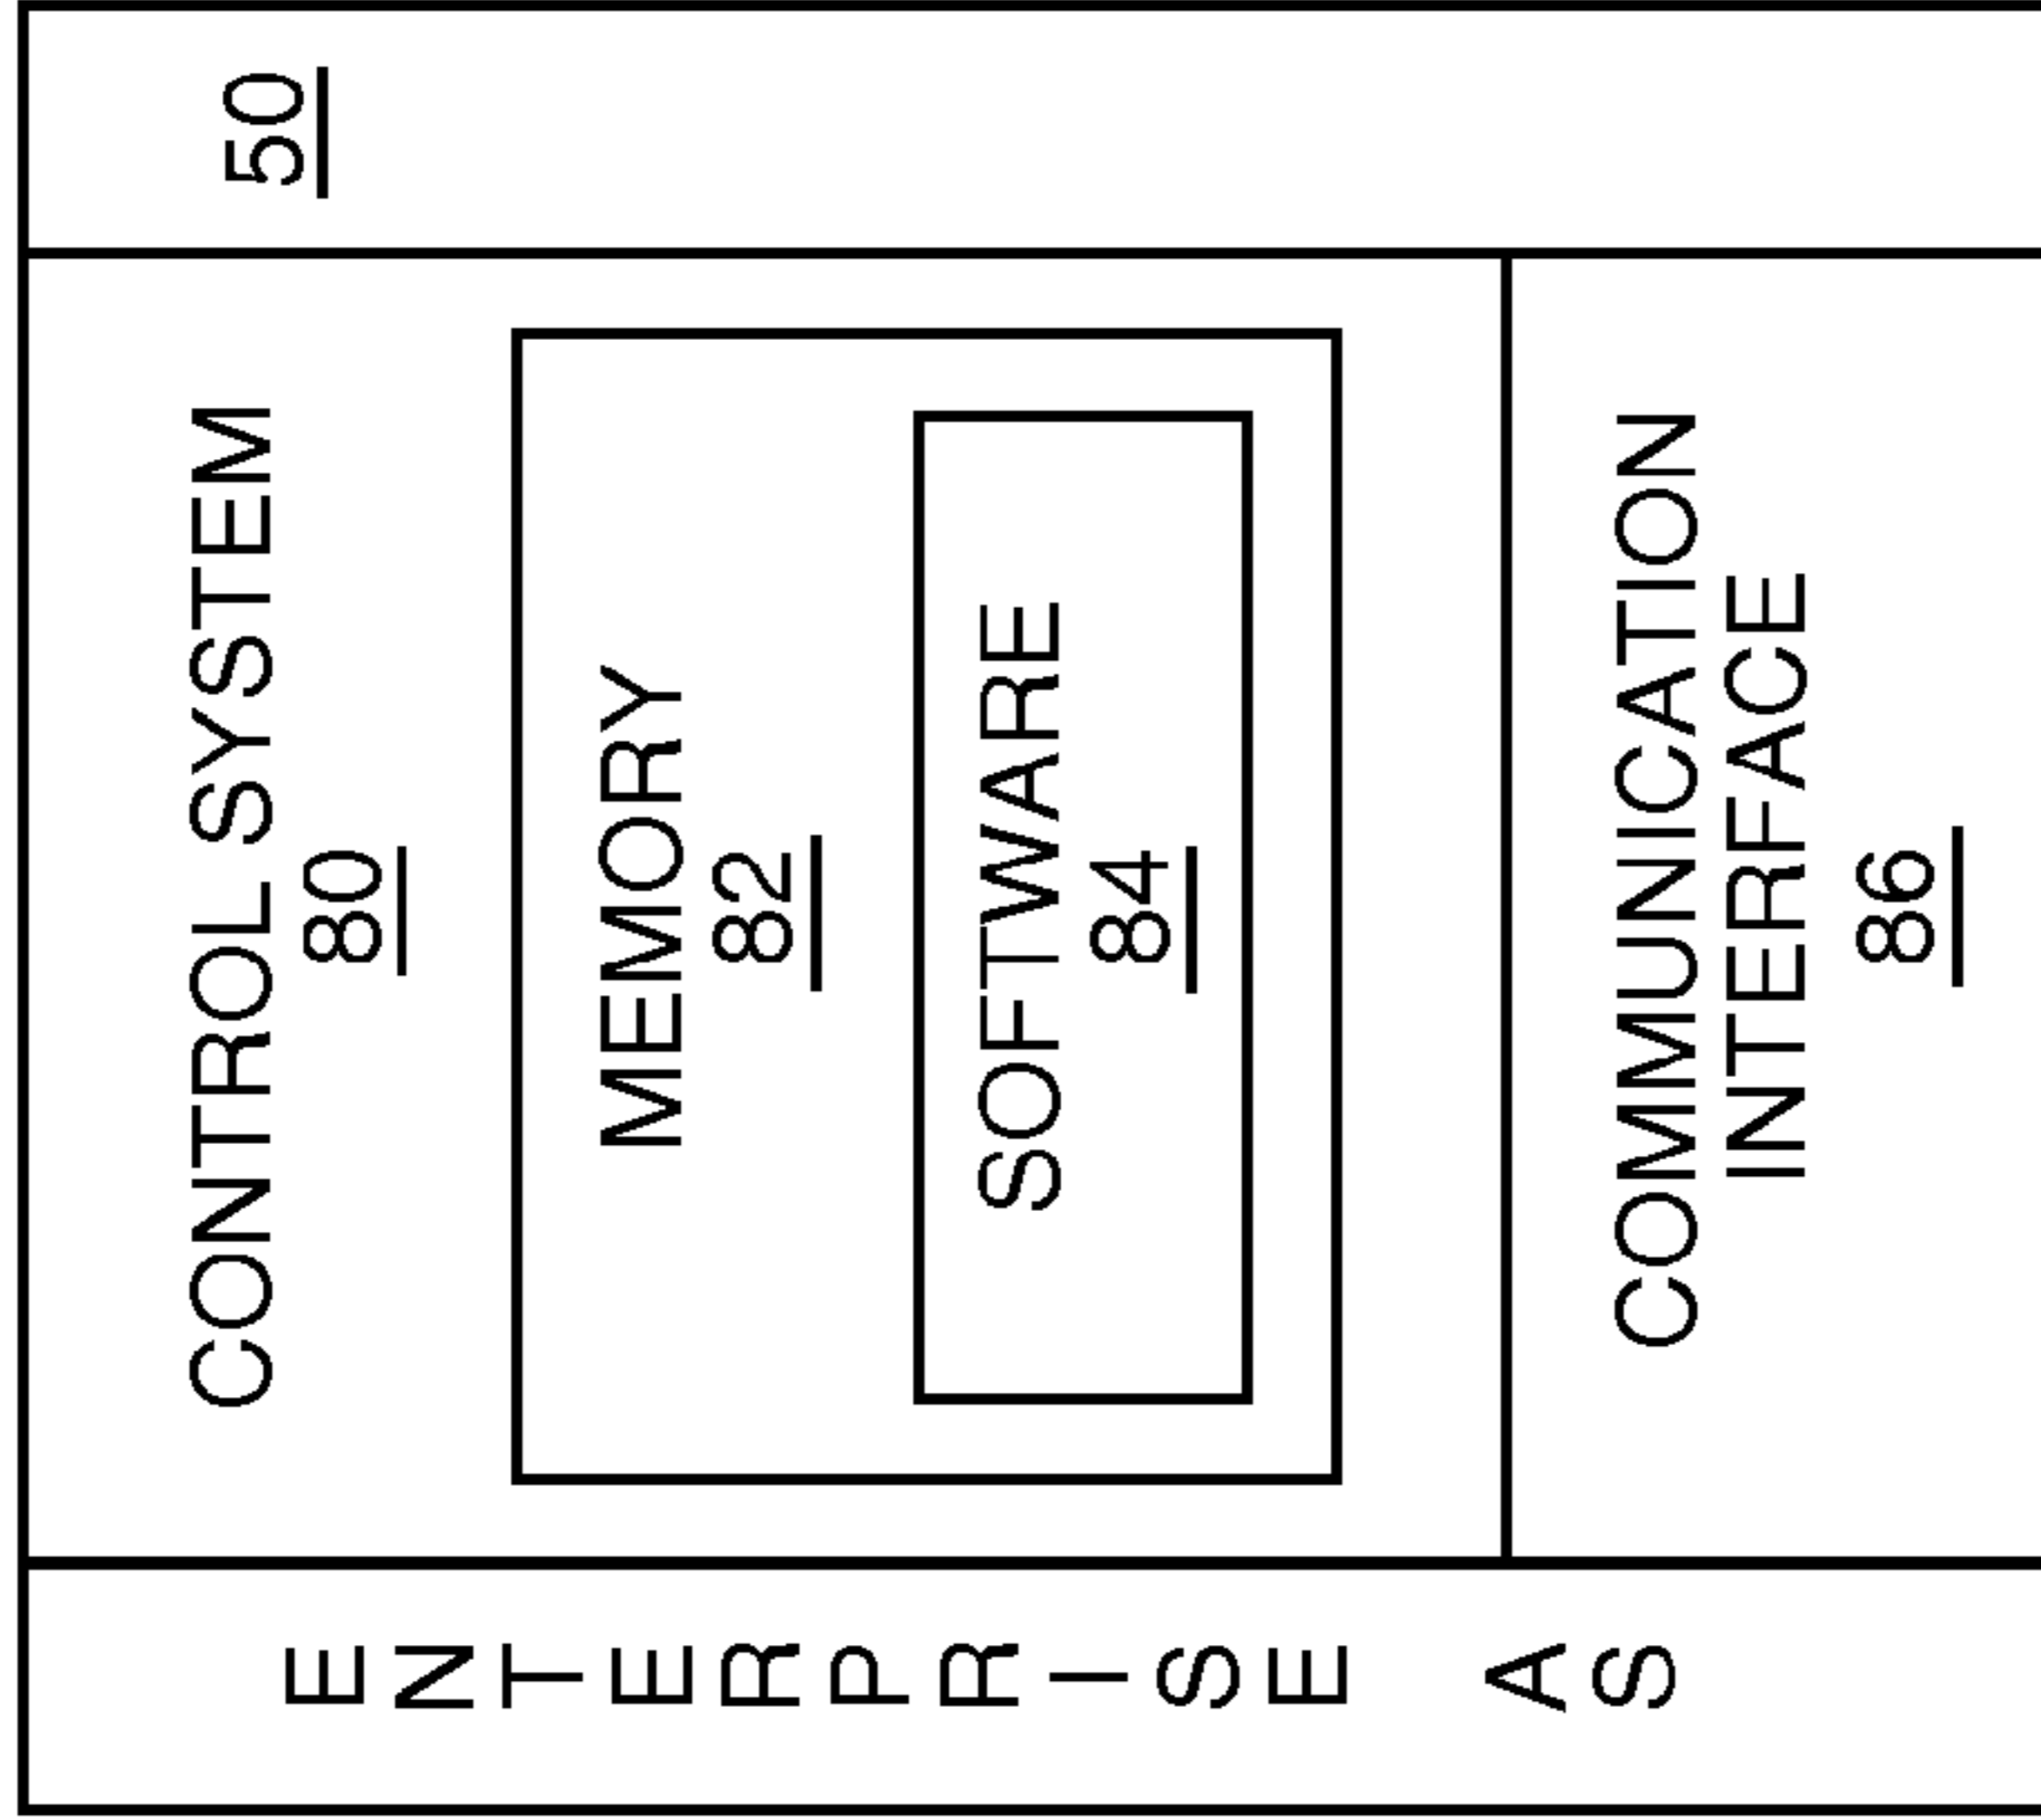 ENTERPRISE AS
CONTROL SYSTEM
80
MEMORY
82
SOFTWARE
84
COMMUNICATION
INTERFACE
86
50